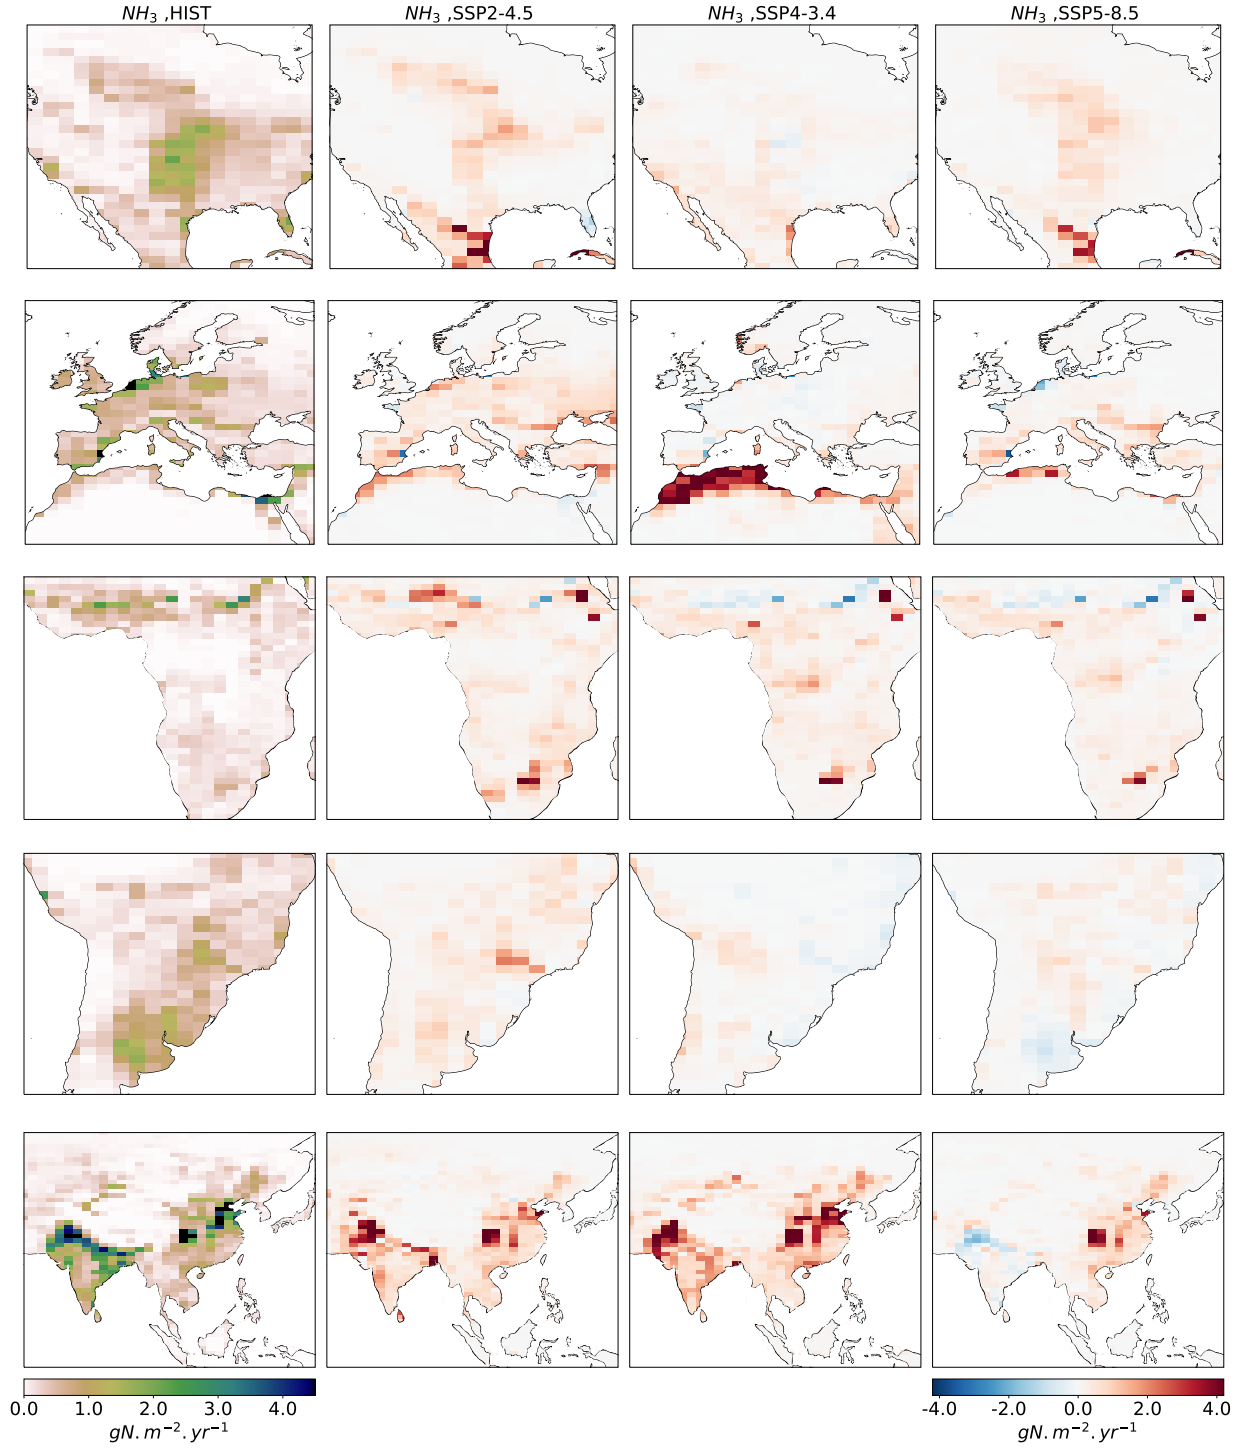 NH₃ ,HIST
NH₃ ,SSP2-4.5
NH₃ ,SSP4-3.4
NH₃ ,SSP5-8.5
0.0 1.0 2.0 3.0 4.0
gN.m⁻².yr⁻¹
-4.0 -2.0 0.0 2.0 4.0
gN.m⁻².yr⁻¹